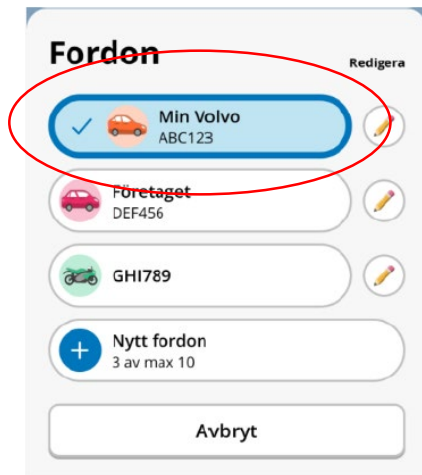 Fordon
Redigera
Min Volvo
ABC123
Företaget
DEF456
GHI789
Nytt fordon
3 av max 10
Avbryt